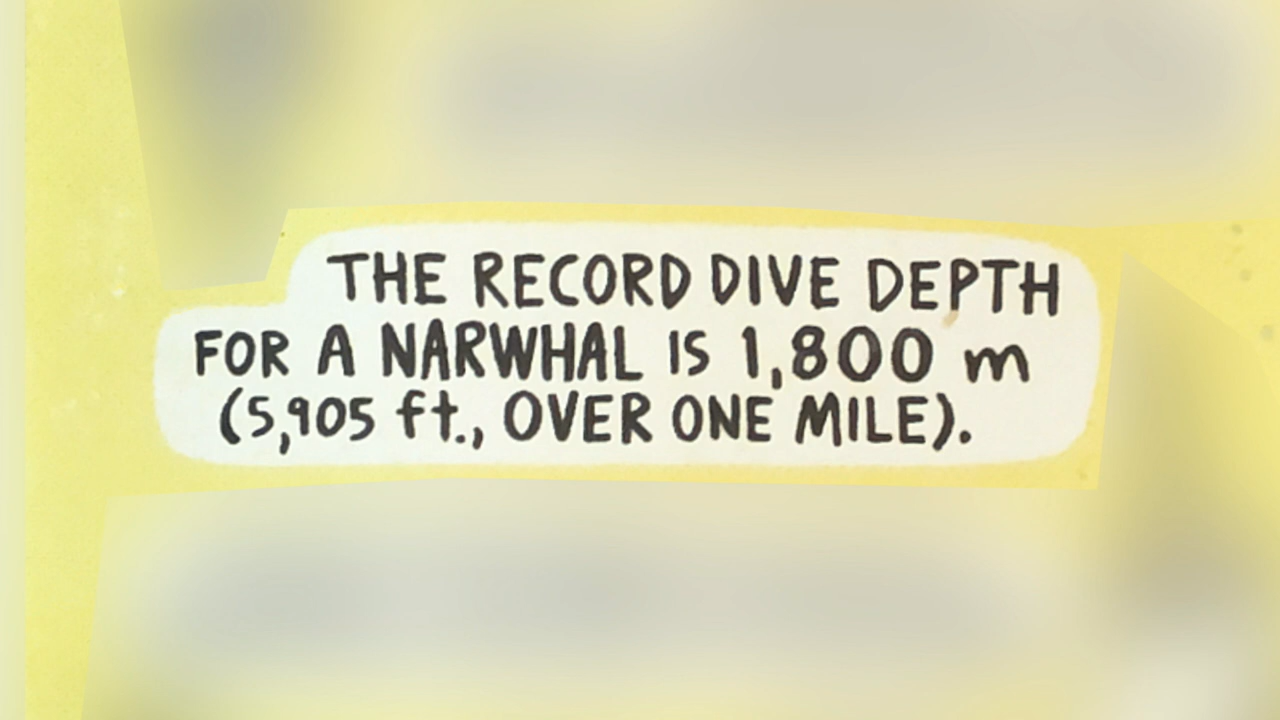 THE RECORD DIVE DEPTH
FOR A NARWHAL IS 1,800 m
(5,905 ft., OVER ONE MILE).